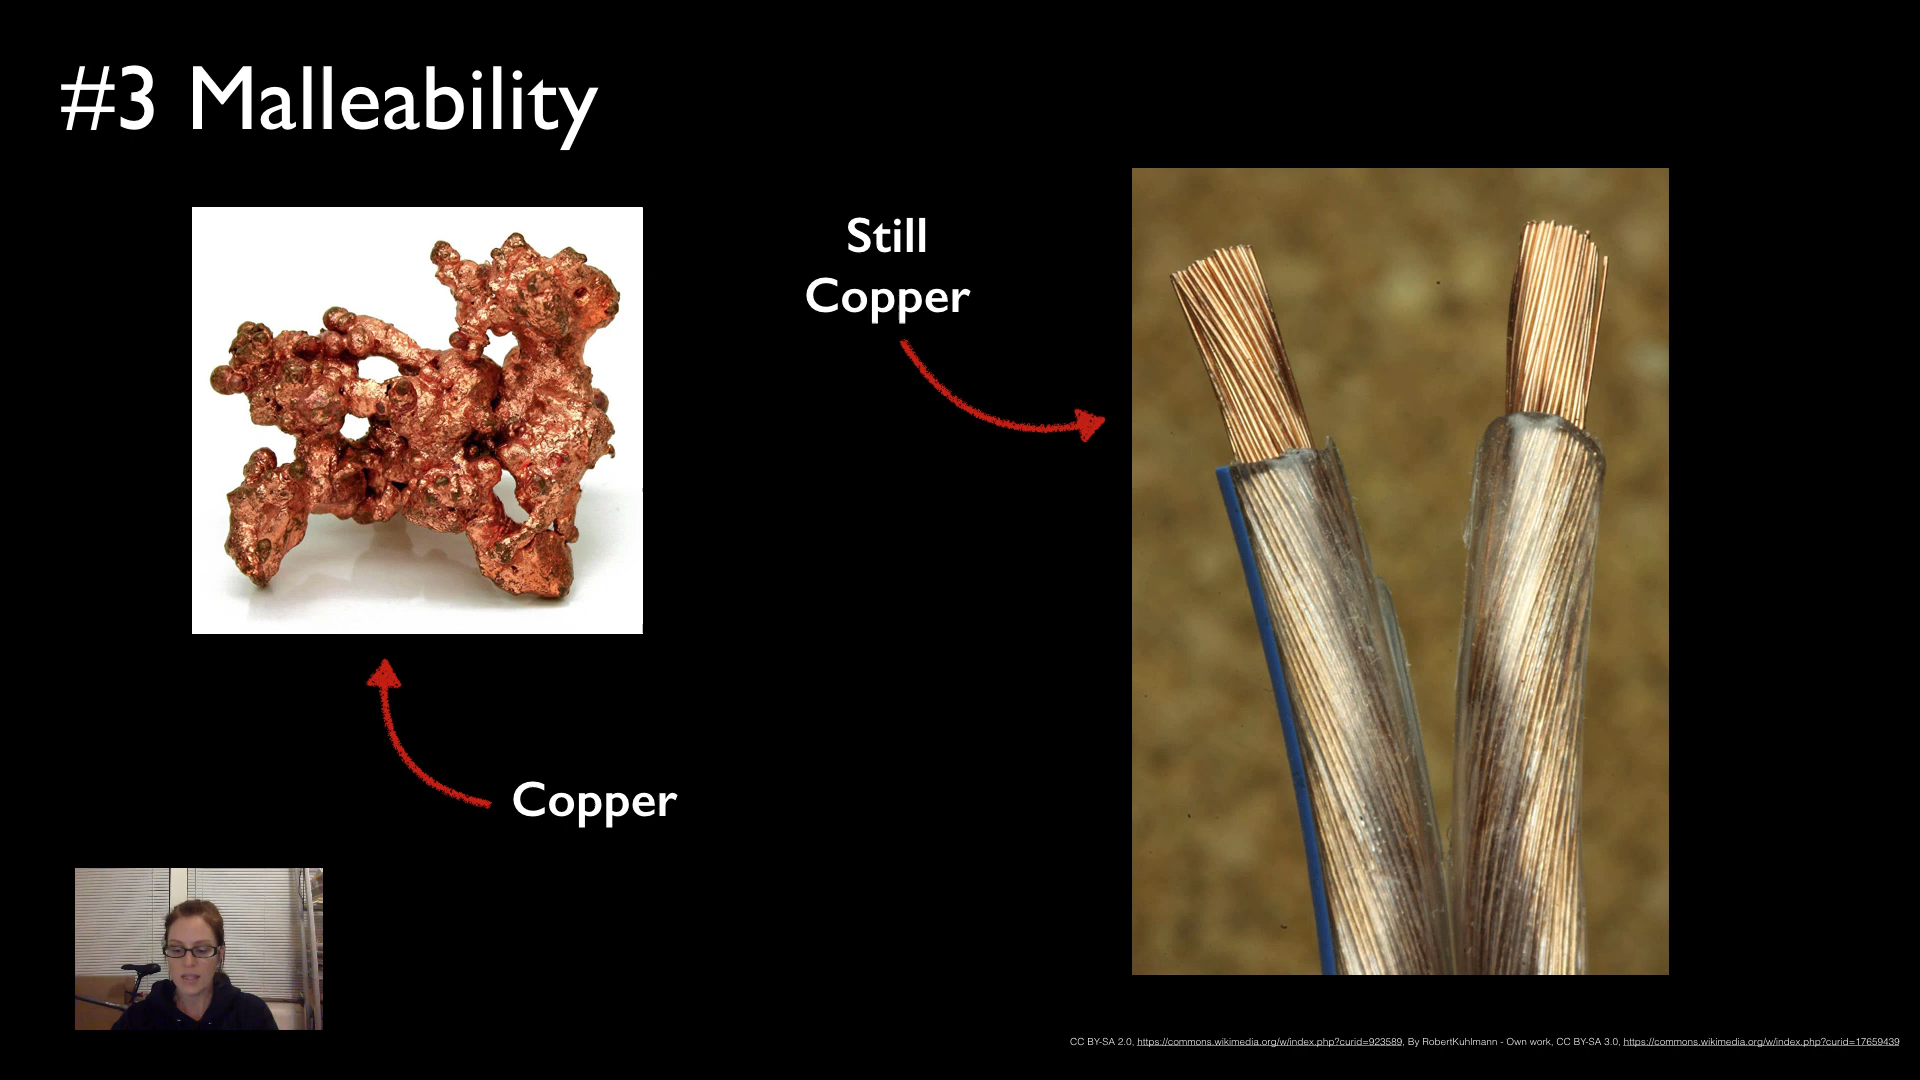 #3 Malleability
Still
Copper
Copper
CC BY-SA 2.0, https://commons.wikimedia.org/w/index.php?curid=923589, By RobertKuhlmann - Own work, CC BY-SA 3.0, https://commons.wikimedia.org/w/index.php?curid=17659439